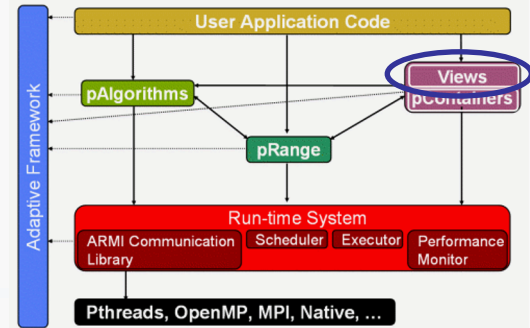 User Application Code
Adaptive Framework
Views
pAlgorithms
pContainers
pRange
Run-time System
ARMI Communication
Library
Scheduler
Executor
Performance
Monitor
Pthreads, OpenMP, MPI, Native, …